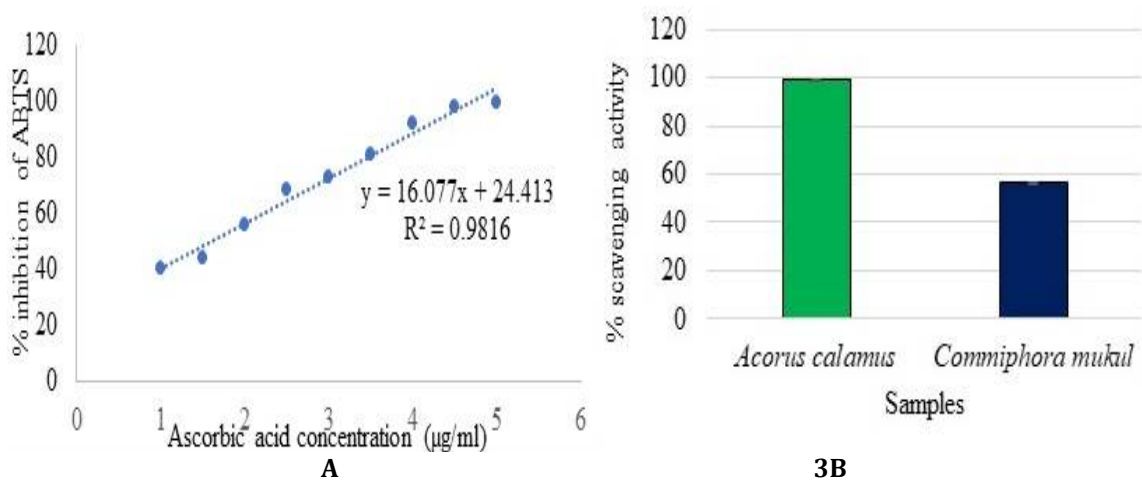 120
100
80
60
40
20
0
% inhibition of ABTS
y = 16.077x + 24.413
R² = 0.9816
0 1 2 3 4 5 6
Ascorbic acid concentration (µg/ml)
A
120
100
80
60
40
20
0
% scavenging activity
Acorus calamus Commiphora mukul
Samples
3B